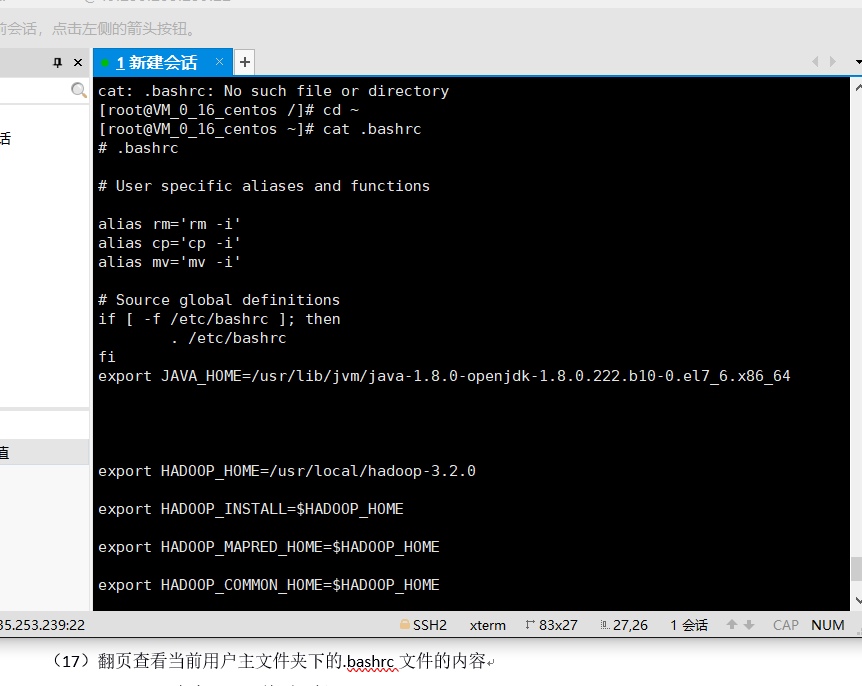 前会话，点击左侧的箭头按钮。
1 新建会话
话
cat: .bashrc: No such file or directory
[root@VM_0_16_centos /]# cd ~
[root@VM_0_16_centos ~]# cat .bashrc
# .bashrc
# User specific aliases and functions
alias rm='rm -i'
alias cp='cp -i'
alias mv='mv -i'
# Source global definitions
if [ -f /etc/bashrc ]; then
. /etc/bashrc
fi
export JAVA_HOME=/usr/lib/jvm/java-1.8.0-openjdk-1.8.0.222.b10-0.el7_6.x86_64
值
export HADOOP_HOME=/usr/local/hadoop-3.2.0
export HADOOP_INSTALL=$HADOOP_HOME
export HADOOP_MAPRED_HOME=$HADOOP_HOME
export HADOOP_COMMON_HOME=$HADOOP_HOME
35.253.239:22 SSH2 xterm 83x27 27,26 1 会话 CAP NUM
（17）翻页查看当前用户主文件夹下的.bashrc 文件的内容